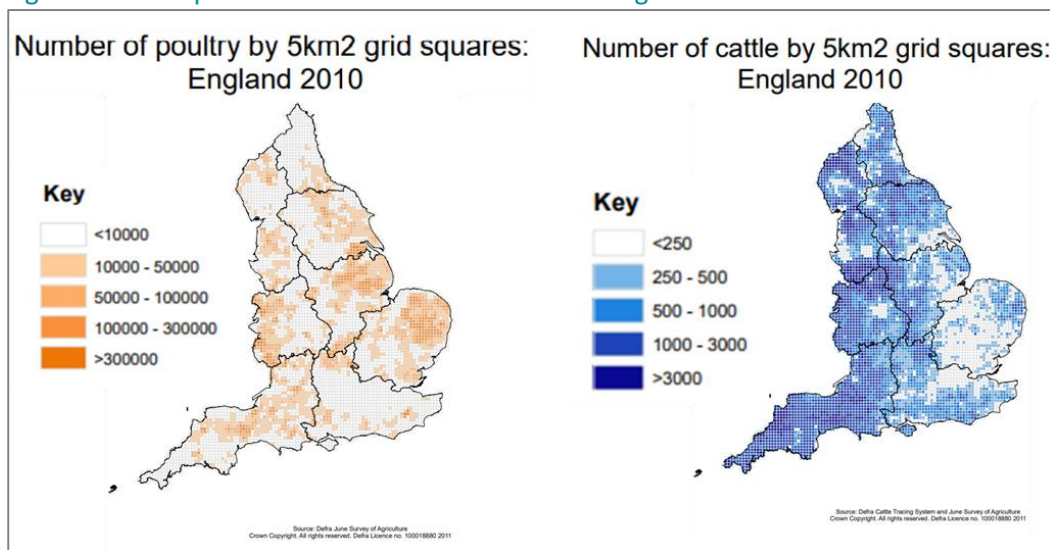 Number of poultry by 5km2 grid squares:
England 2010
Key
<10000
10000 - 50000
50000 - 100000
100000 - 300000
>300000
Source: Defra June Survey of Agriculture
Crown Copyright. All rights reserved. Defra Licence no. 100018880 2011
Number of cattle by 5km2 grid squares:
England 2010
Key
<250
250 - 500
500 - 1000
1000 - 3000
>3000
Source: Defra Cattle Tracing System and June Survey of Agriculture
Crown Copyright. All rights reserved. Defra Licence no. 100018880 2011